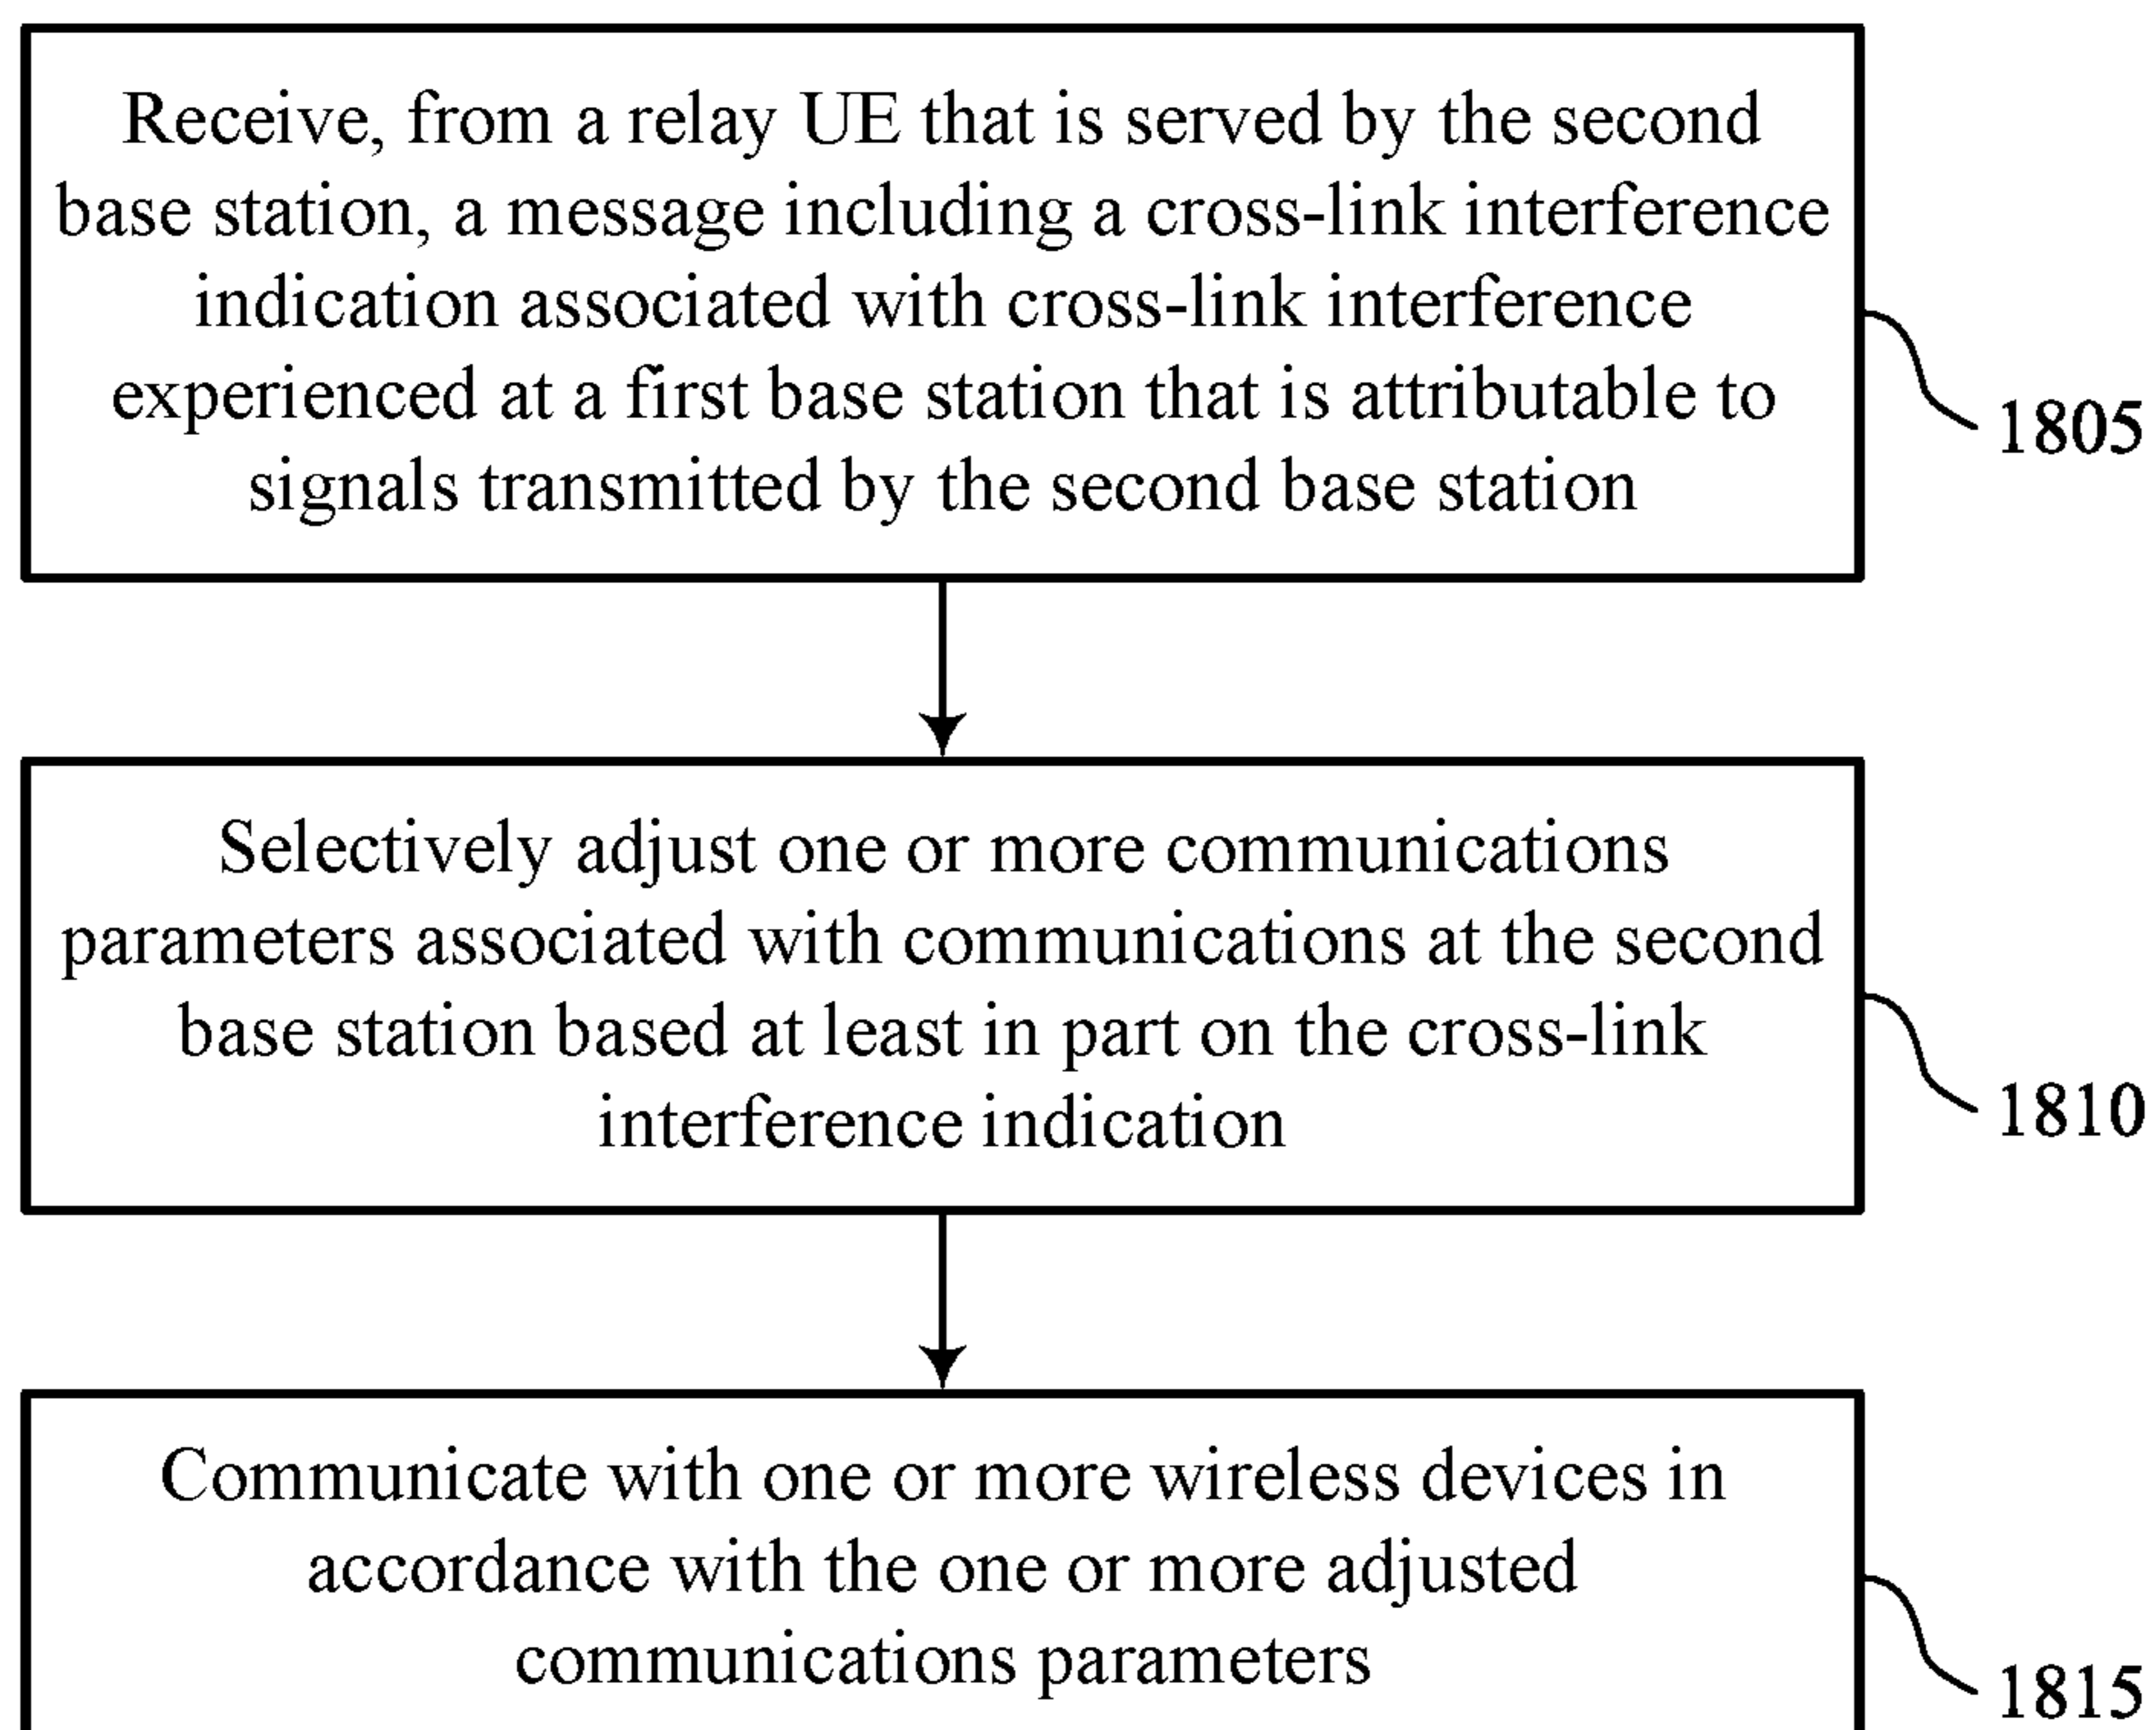 Receive, from a relay UE that is served by the second
base station, a message including a cross-link interference
indication associated with cross-link interference
experienced at a first base station that is attributable to
signals transmitted by the second base station
1805
Selectively adjust one or more communications
parameters associated with communications at the second
base station based at least in part on the cross-link
interference indication
1810
Communicate with one or more wireless devices in
accordance with the one or more adjusted
communications parameters
1815